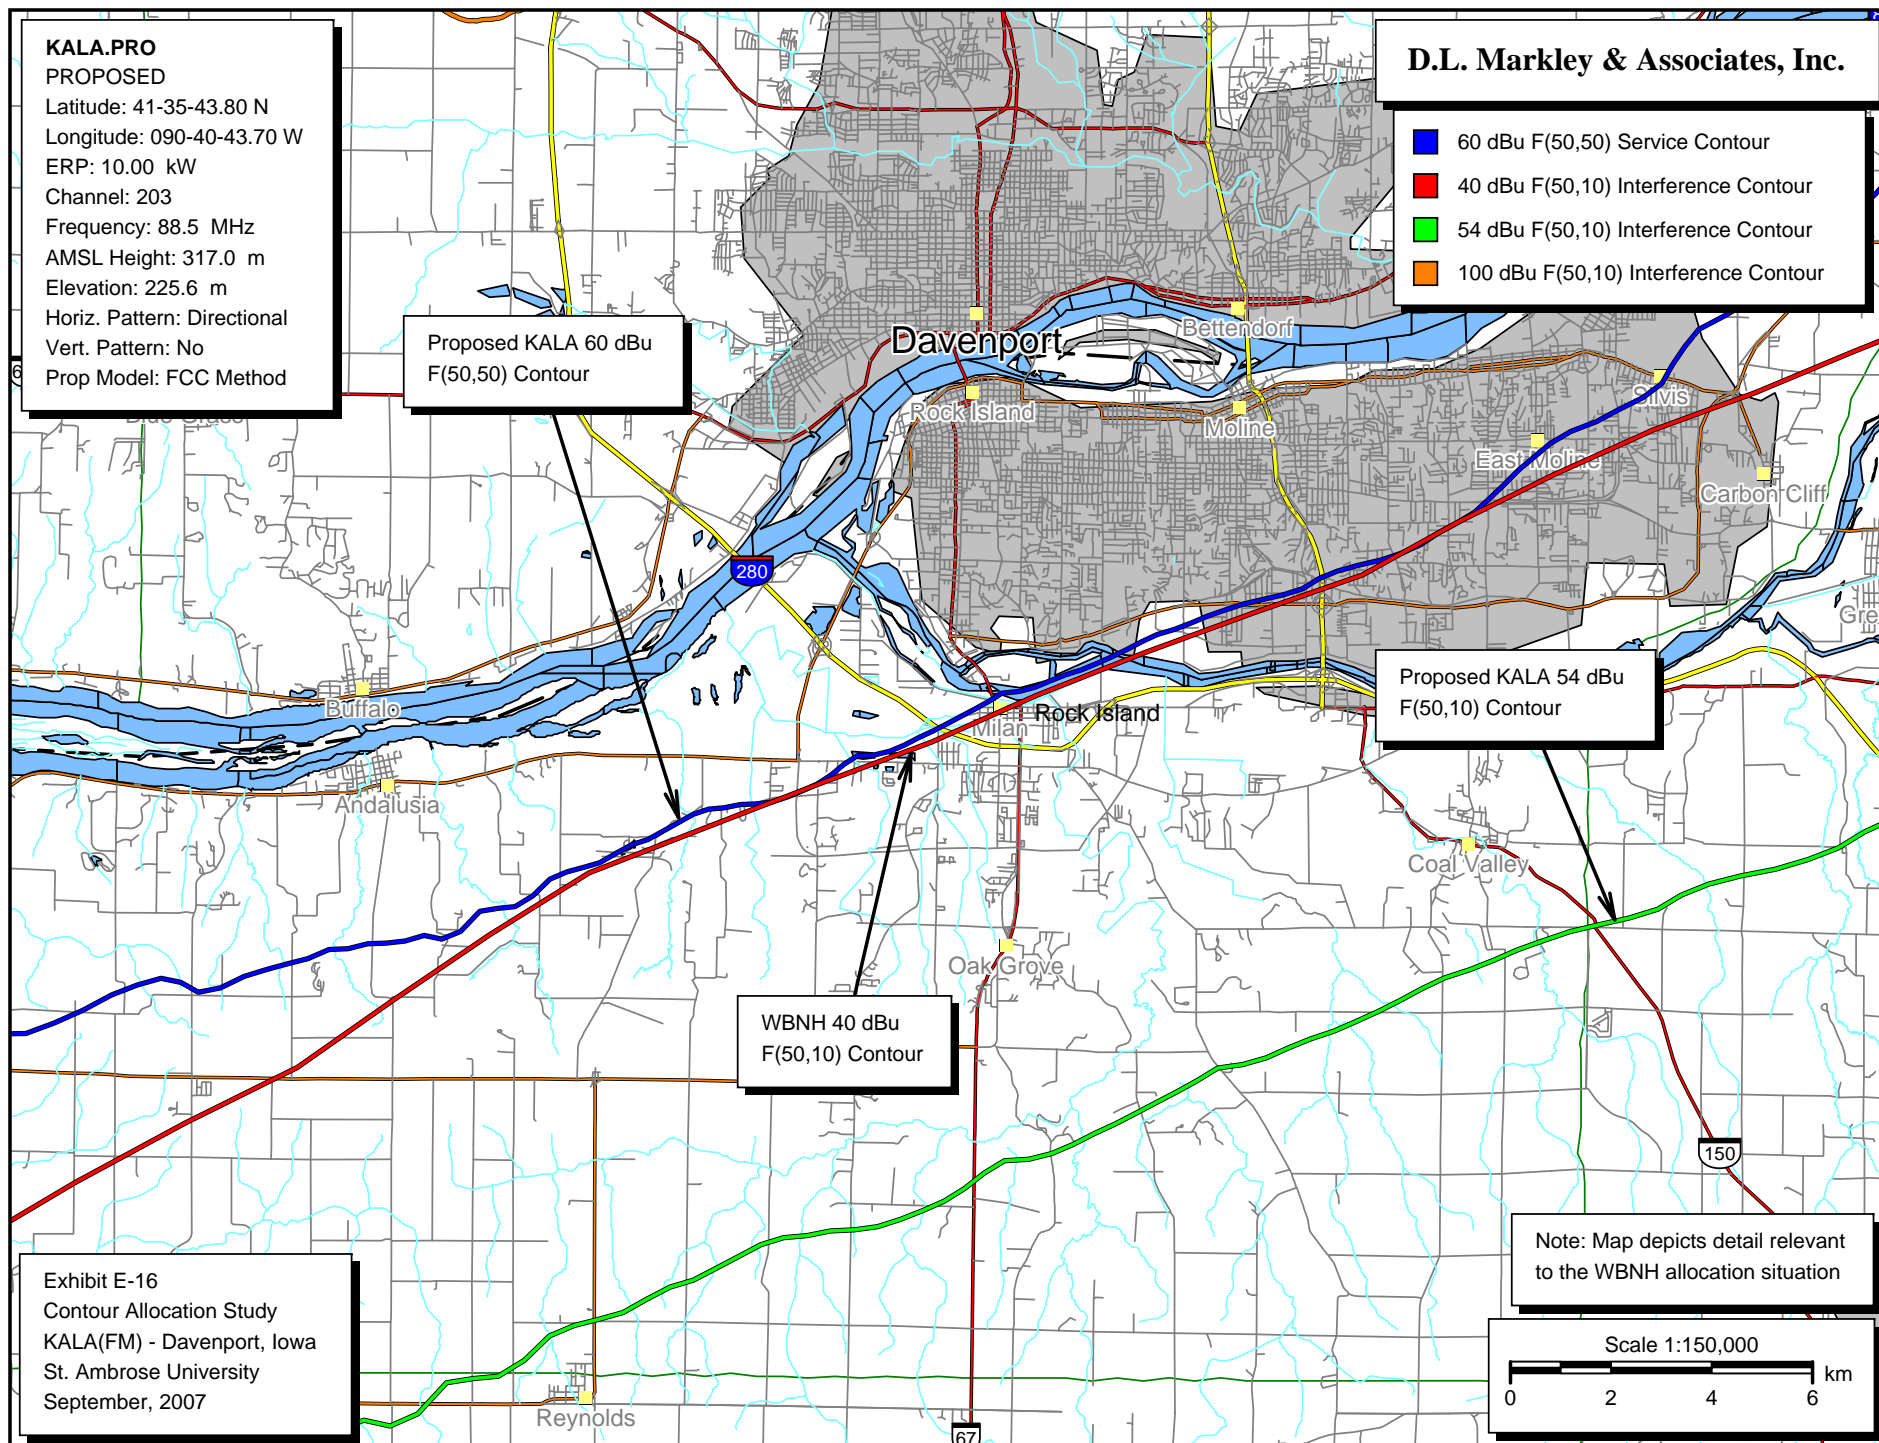 KALA.PRO
PROPOSED
Latitude: 41-35-43.80 N
Longitude: 090-40-43.70 W
ERP: 10.00 kW
Channel: 203
Frequency: 88.5 MHz
AMSL Height: 317.0 m
Elevation: 225.6 m
Horiz. Pattern: Directional
Vert. Pattern: No
Prop Model: FCC Method
D.L. Markley & Associates, Inc.
60 dBu F(50,50) Service Contour
40 dBu F(50,10) Interference Contour
54 dBu F(50,10) Interference Contour
100 dBu F(50,10) Interference Contour
Proposed KALA 60 dBu
F(50,50) Contour
Davenport
Bettendorf
Rock Island
Moline
Silvis
East Moline
Carbon Cliff
280
Buffalo
Andalusia
Rock Island
Milan
Proposed KALA 54 dBu
F(50,10) Contour
Coal Valley
Oak Grove
WBNH 40 dBu
F(50,10) Contour
150
Reynolds
67
Exhibit E-16
Contour Allocation Study
KALA(FM) - Davenport, Iowa
St. Ambrose University
September, 2007
Note: Map depicts detail relevant
to the WBNH allocation situation
Scale 1:150,000
km
0 2 4 6